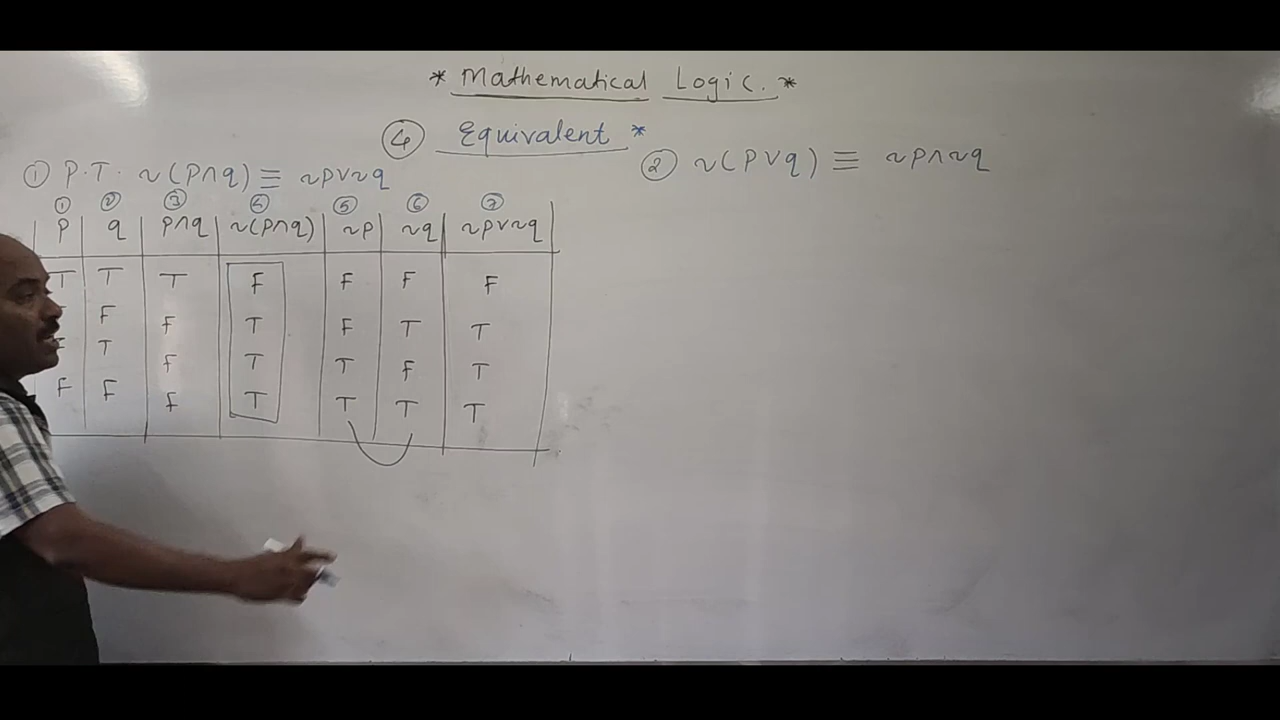 * Mathematical Logic. *
④ Equivalent *
① P.T. ~(p∧q) ≡ ~p∨~q
② ~(p∨q) ≡ ~p∧~q
① ② ③ ④ ⑤ ⑥ ⑦
p q p∧q ~(p∧q) ~p ~q ~p∨~q
T T T F F F F
F F T F T T
F T F T T F T
F F F T T T T